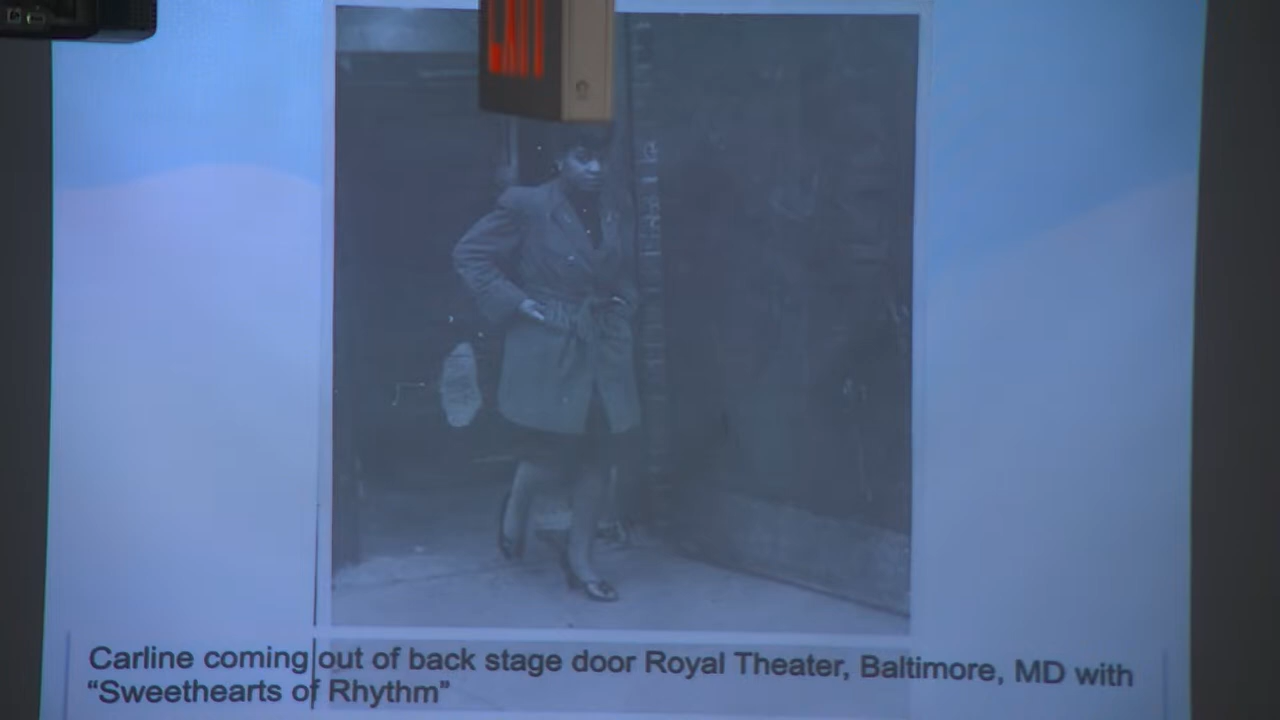 Carline coming out of back stage door Royal Theater, Baltimore, MD with
“Sweethearts of Rhythm”